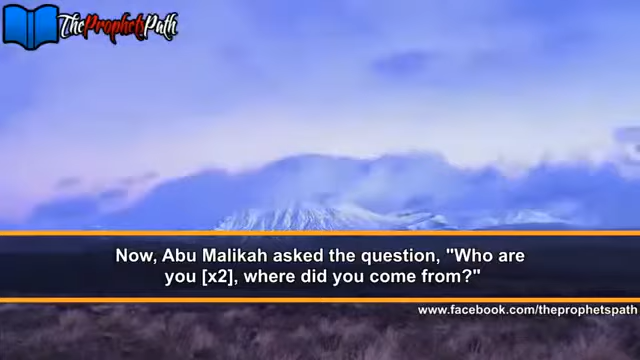 TheProphetsPath
Now, Abu Malikah asked the question, "Who are
you [x2], where did you come from?"
www.facebook.com/theprophetspath